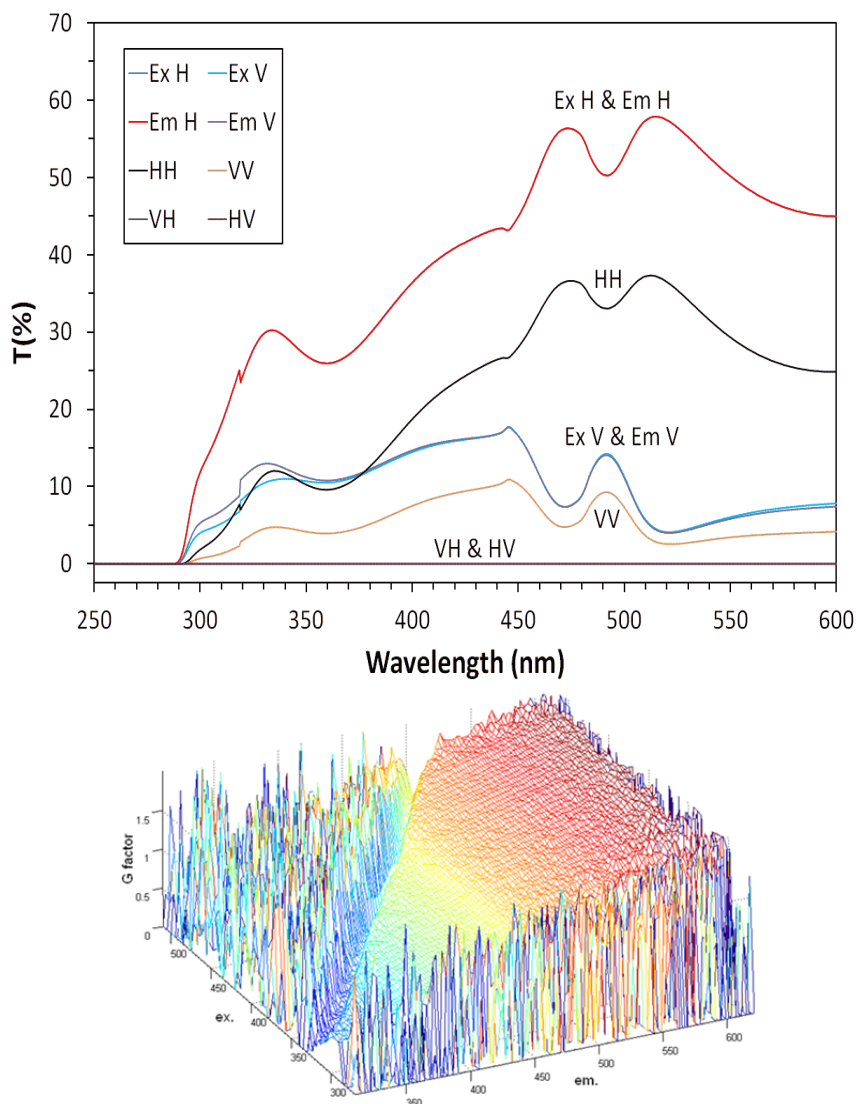 70
60
50
40
30
20
10
0
T(%)
Ex H Ex V
Em H Em V
HH VV
VH HV
Ex H & Em H
HH
Ex V & Em V
VV
VH & HV
250 300 350 400 450 500 550 600
Wavelength (nm)
1.5
1
0.5
0
G factor
500
450
400
350
300
ex.
350
400
450
500
550
600
em.